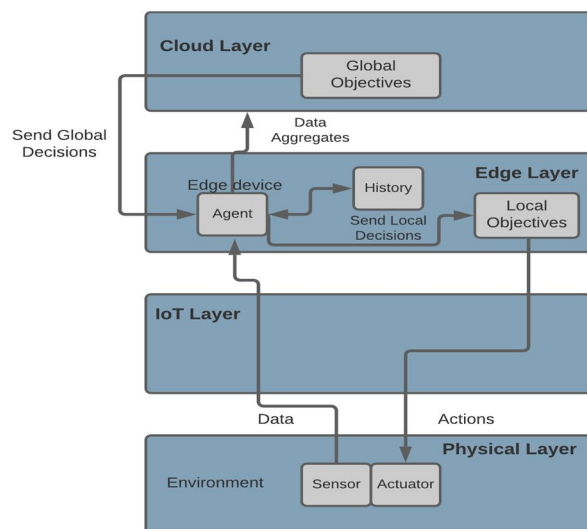 Cloud Layer
Global
Objectives
Send Global
Decisions
Data
Aggregates
Edge Layer
Edge device
Agent
History
Send Local
Decisions
Local
Objectives
IoT Layer
Data
Actions
Physical Layer
Environment
Sensor
Actuator